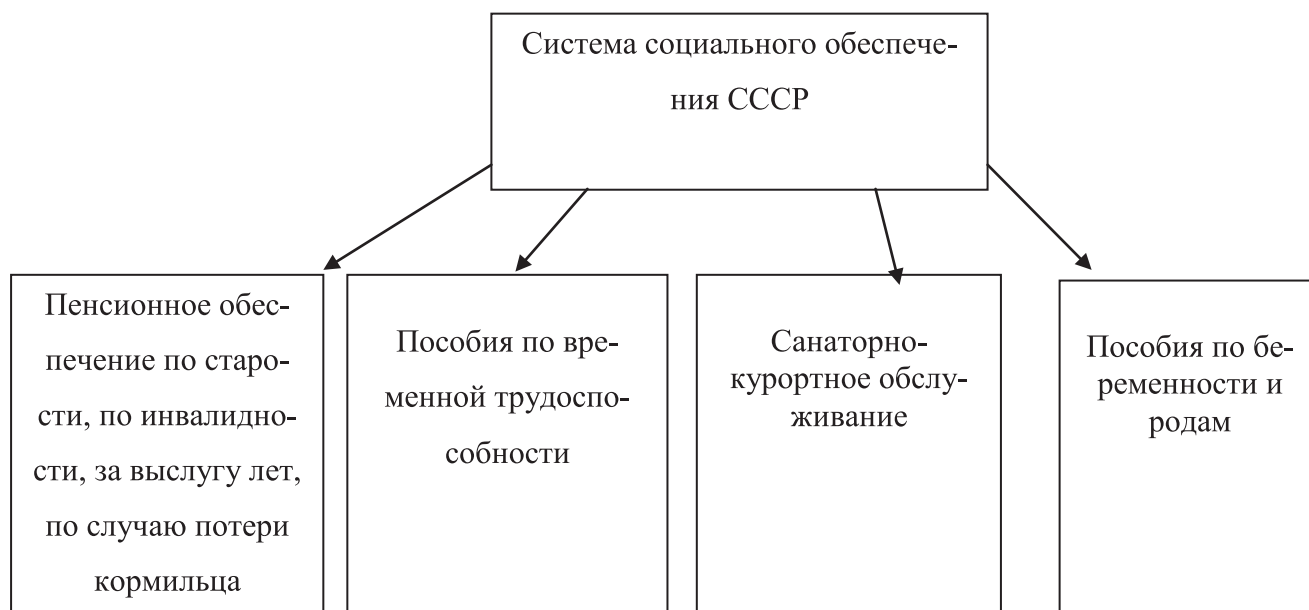 Система социального обеспече-
ния СССР
Пенсионное обес-
печение по старо-
сти, по инвалидно-
сти, за выслугу лет,
по случаю потери
кормильца
Пособия по вре-
менной трудоспо-
собности
Санаторно-
курортное обслу-
живание
Пособия по бе-
ременности и
родам